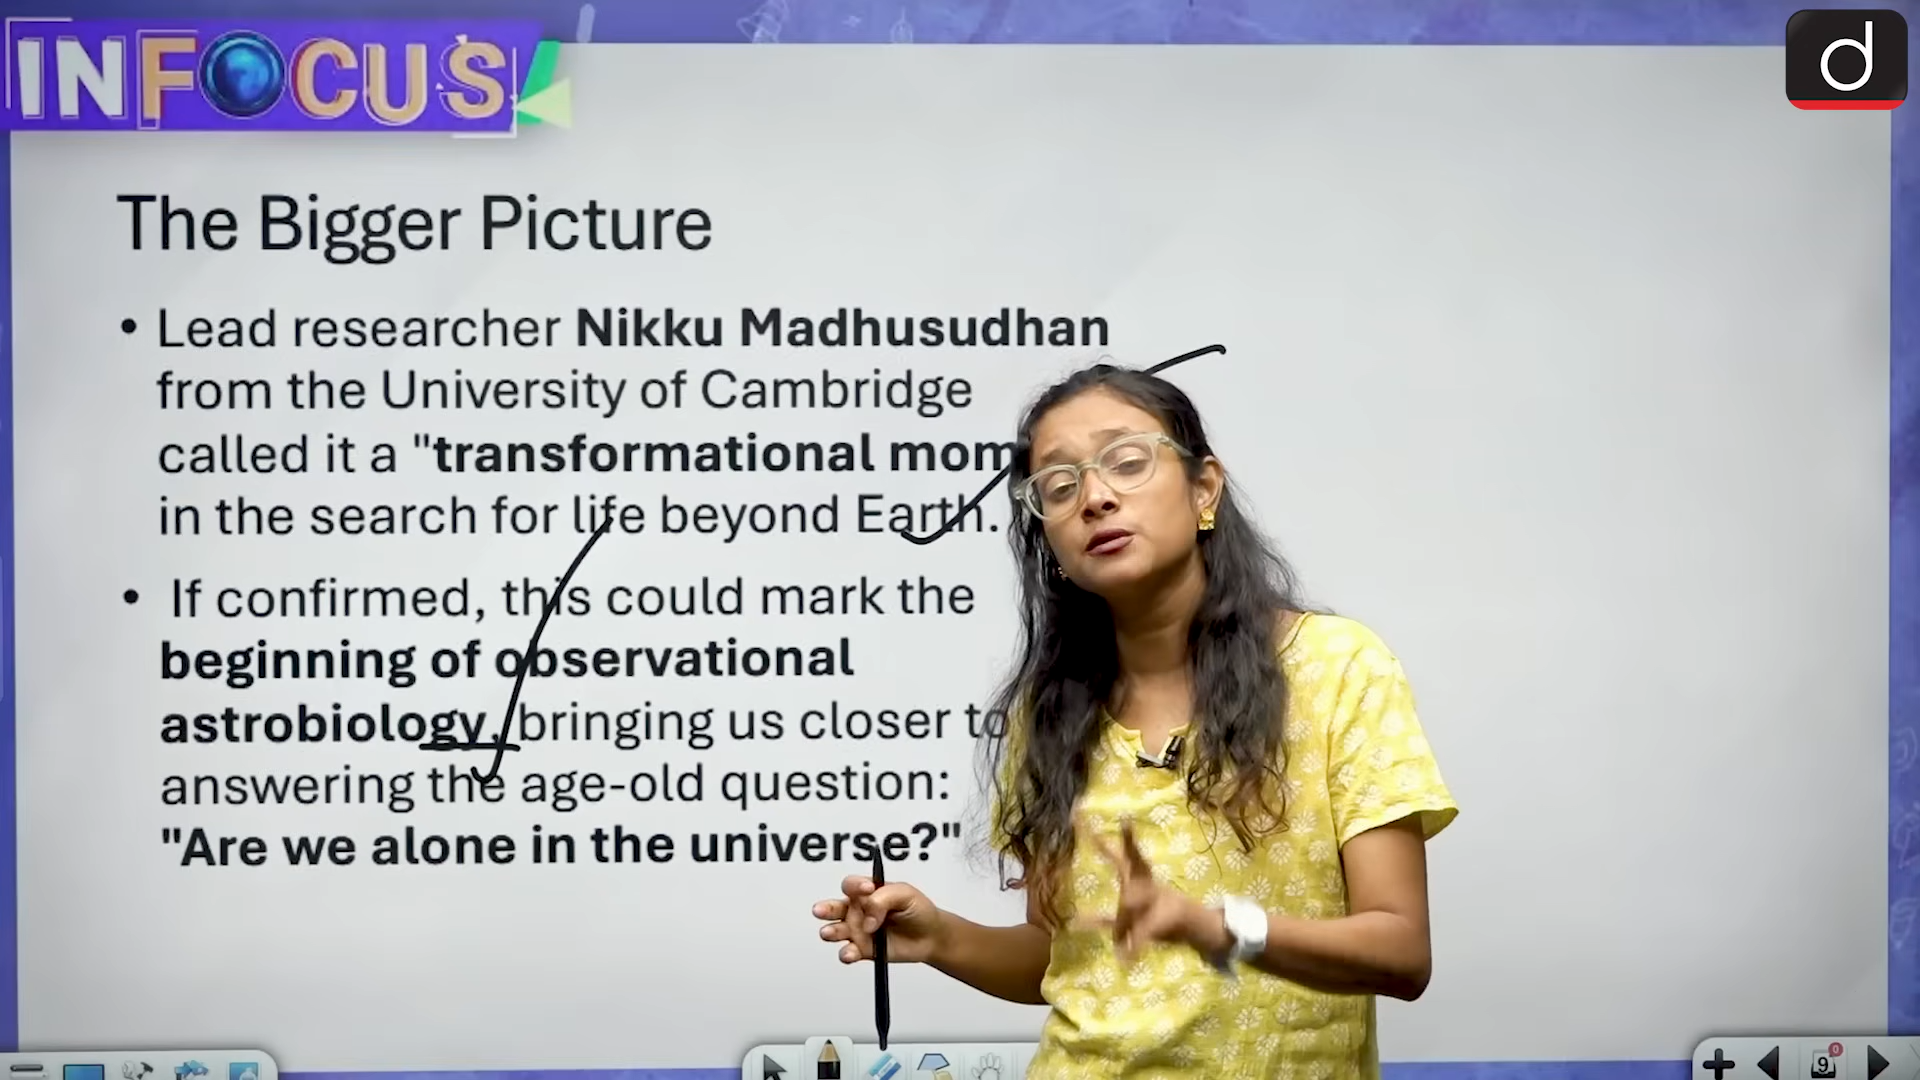 INFOCUS
d
The Bigger Picture
• Lead researcher Nikku Madhusudhan
from the University of Cambridge
called it a "transformational mom
in the search for life beyond Earth.
• If confirmed, this could mark the
beginning of observational
astrobiology, bringing us closer to
answering the age-old question:
"Are we alone in the universe?"
9
0